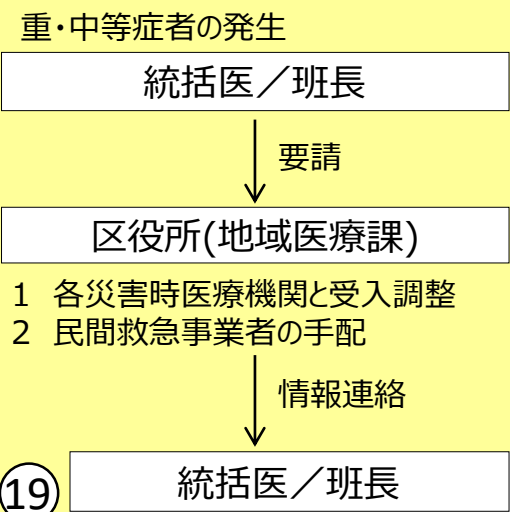 重・中等症者の発生
統括医／班長
要請
区役所(地域医療課)
1 各災害時医療機関と受入調整
2 民間救急事業者の手配
情報連絡
⑲ 統括医／班長